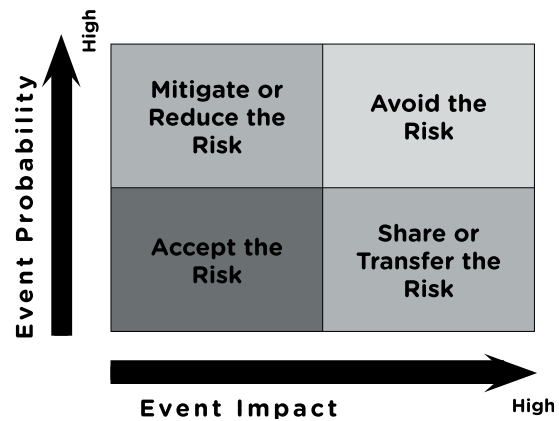 High
Event Probability
Mitigate or
Reduce the
Risk
Avoid the
Risk
Accept the
Risk
Share or
Transfer the
Risk
Event Impact
High